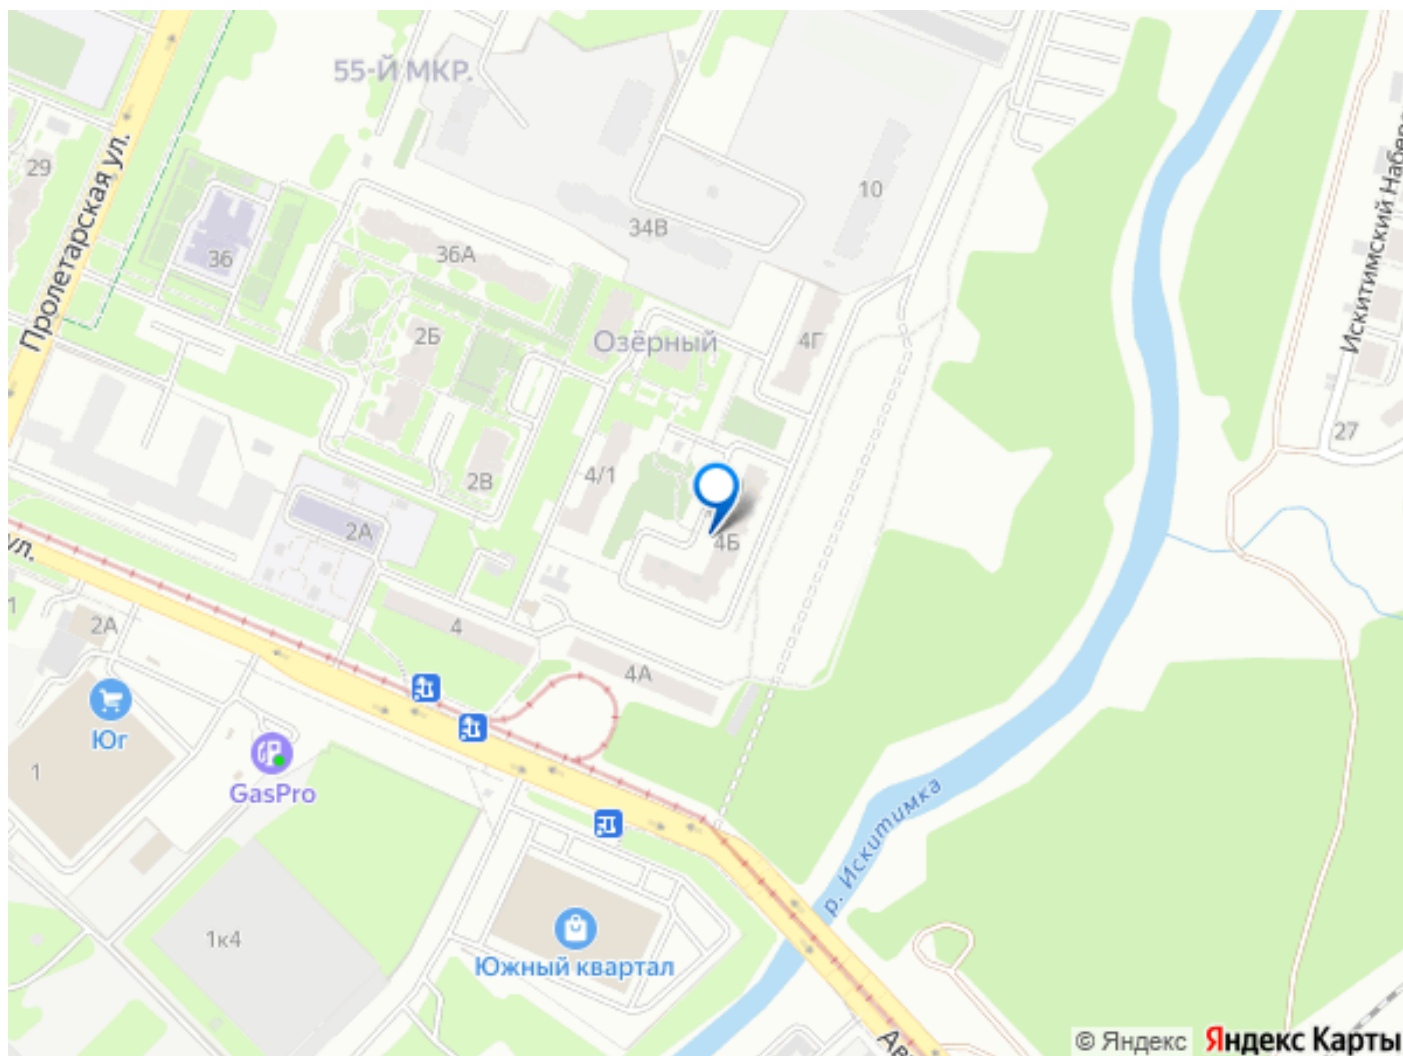 55-Й МКР.
29
Пролетарская ул.
36
36А
34В
10
Искитимский Набер
2Б
Озёрный
4Г
27
4/1
2В
2А
4Б
ул.
1
2А
4
4А
Юг
1
GasPro
р. Искитимка
1к4
Южный квартал
Ав
© Яндекс Яндекс Карты